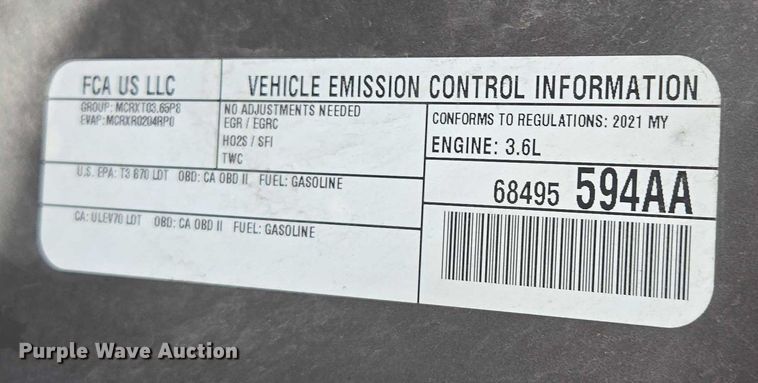 FCA US LLC
VEHICLE EMISSION CONTROL INFORMATION
GROUP: MCRXT03.65P8
EVAP: MCRXR0204RP0
NO ADJUSTMENTS NEEDED
EGR / EGRC
HO2S / SFI
TWC
CONFORMS TO REGULATIONS: 2021 MY
ENGINE: 3.6L
U.S. EPA: T3 B70 LDT OBD: CA OBD II FUEL: GASOLINE
CA: ULEV70 LDT OBD: CA OBD II FUEL: GASOLINE
68495 594AA
Purple Wave Auction